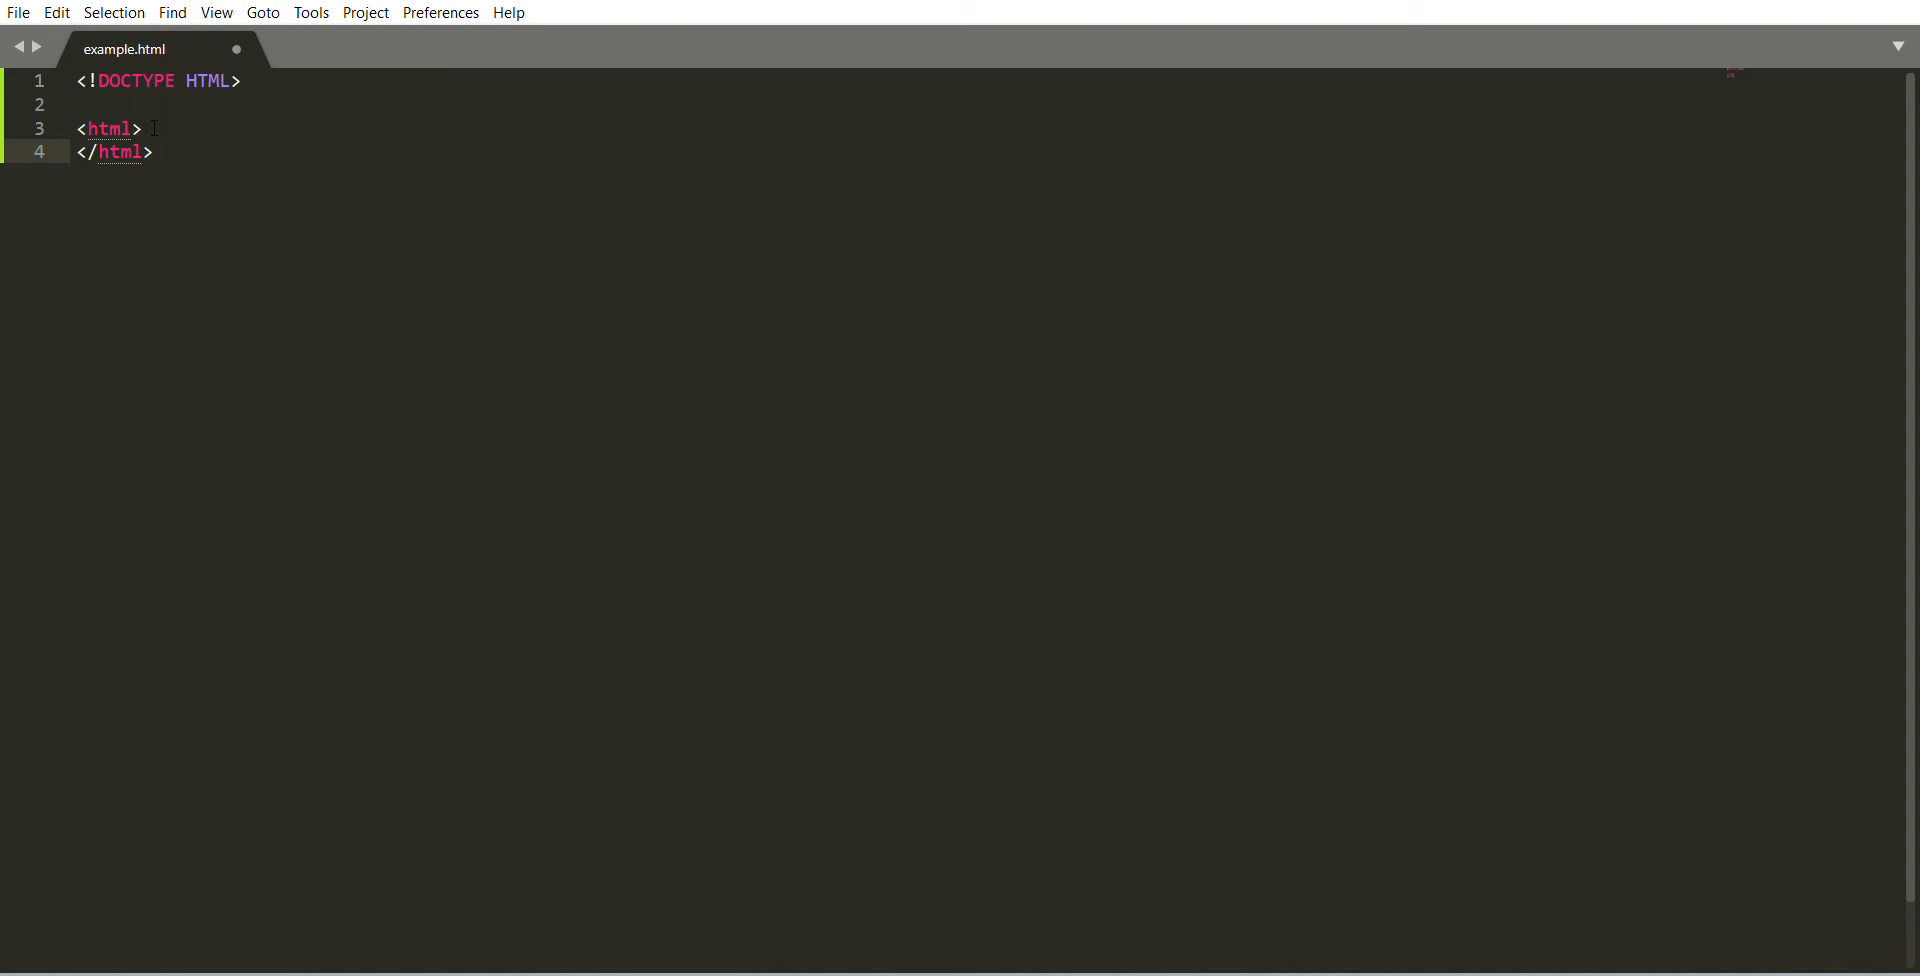 File Edit Selection Find View Goto Tools Project Preferences Help
example.html
1 <!DOCTYPE HTML>
2
3 <html>
4 </html>